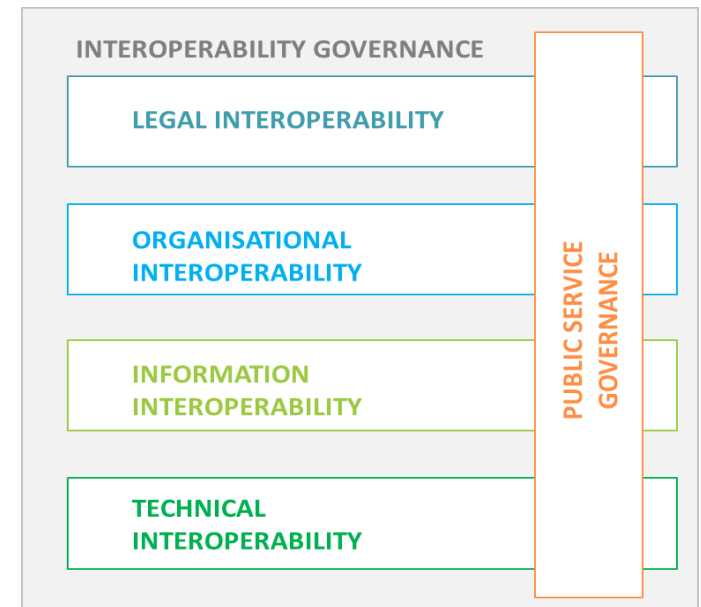 INTEROPERABILITY GOVERNANCE
LEGAL INTEROPERABILITY
ORGANISATIONAL
INTEROPERABILITY
INFORMATION
INTEROPERABILITY
TECHNICAL
INTEROPERABILITY
PUBLIC SERVICE
GOVERNANCE